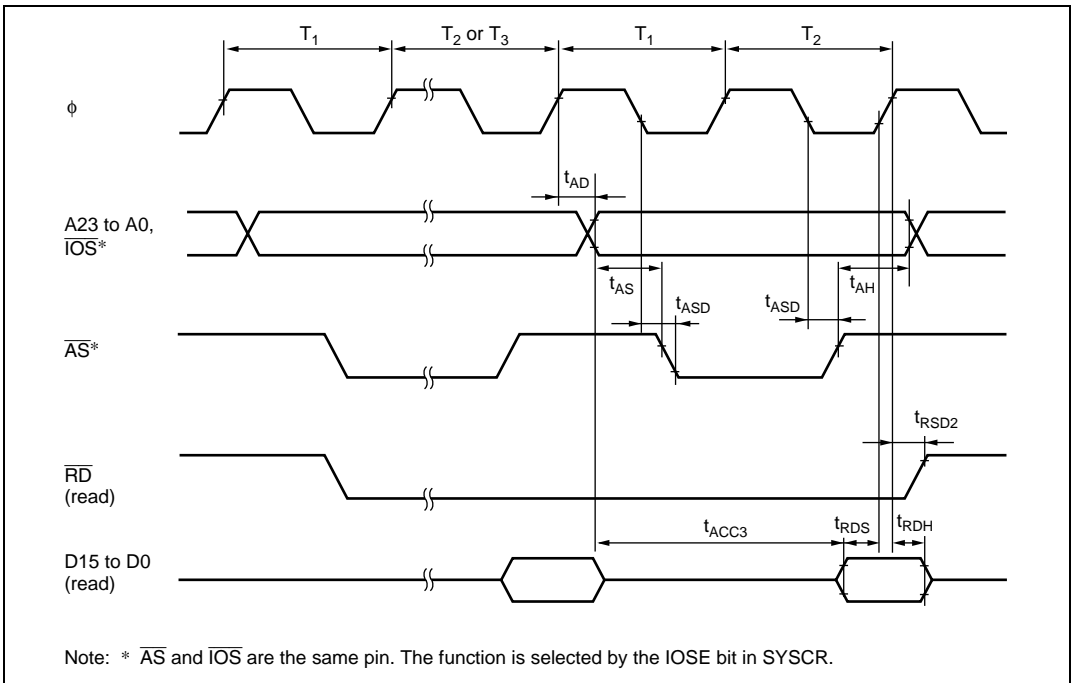 T1 T2 or T3 T1 T2
ϕ
tAD
A23 to A0,
IOS*
tAS tASD tASD tAH
AS*
tRSD2
RD
(read)
tACC3 tRDS tRDH
D15 to D0
(read)
Note: * AS and IOS are the same pin. The function is selected by the IOSE bit in SYSCR.